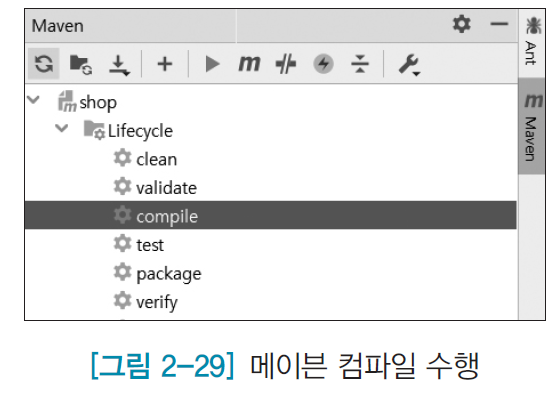 Maven
shop
Lifecycle
clean
validate
compile
test
package
verify
Ant
m Maven
[그림 2-29] 메이븐 컴파일 수행